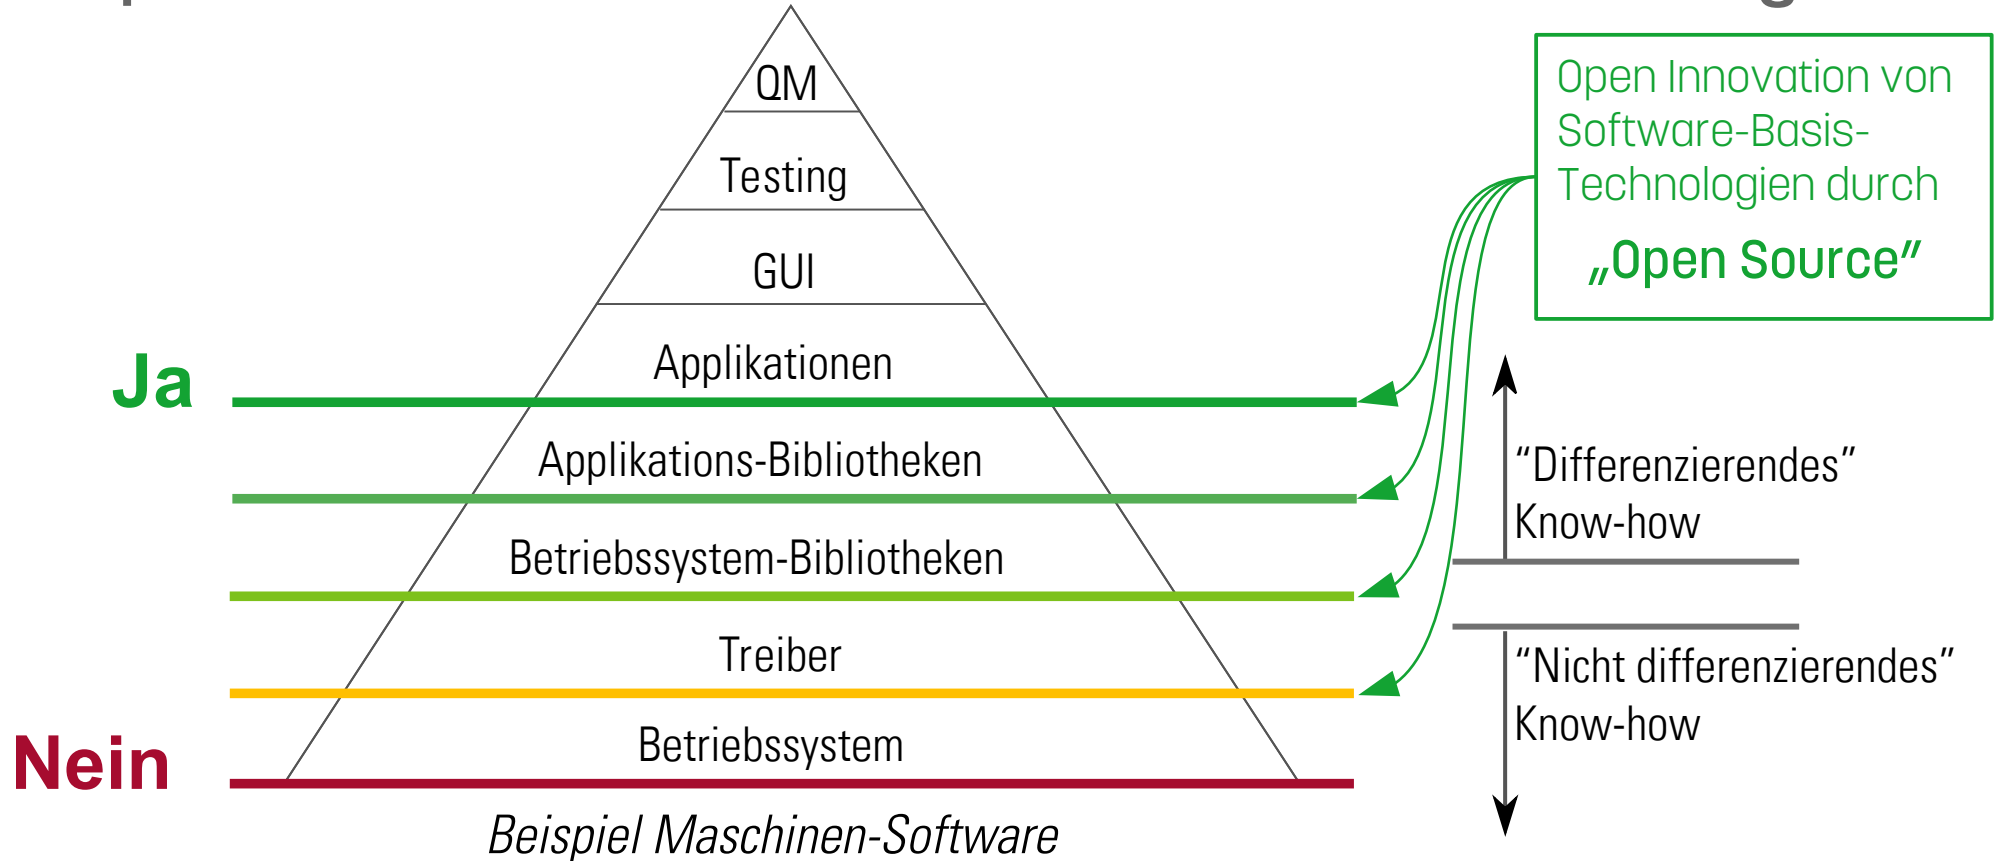 QM
Testing
GUI
Applikationen
Applikations-Bibliotheken
Betriebssystem-Bibliotheken
Treiber
Betriebssystem
Beispiel Maschinen-Software
Ja
Nein
Open Innovation von
Software-Basis-
Technologien durch
„Open Source”
“Differenzierendes”
Know-how
“Nicht differenzierendes”
Know-how